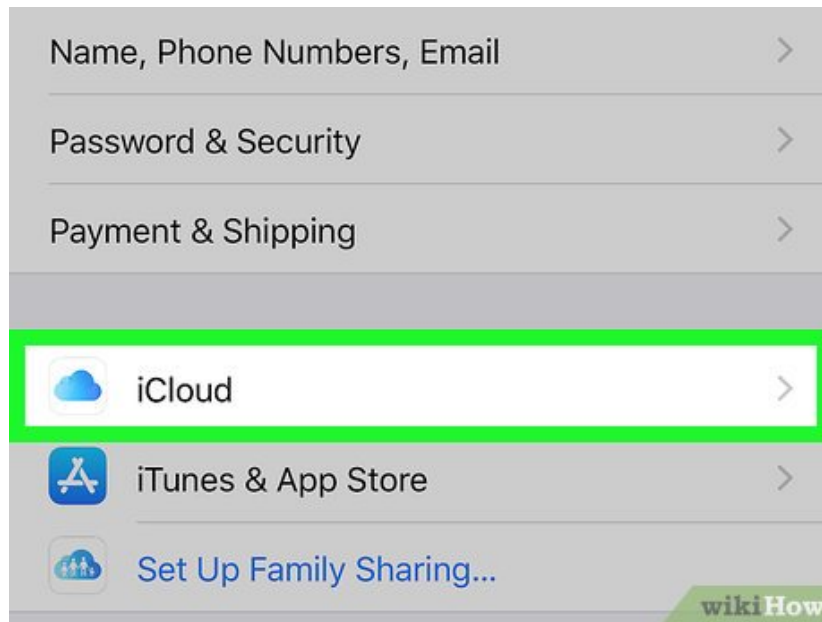 Name, Phone Numbers, Email
Password & Security
Payment & Shipping
iCloud
iTunes & App Store
Set Up Family Sharing...
wikiHow